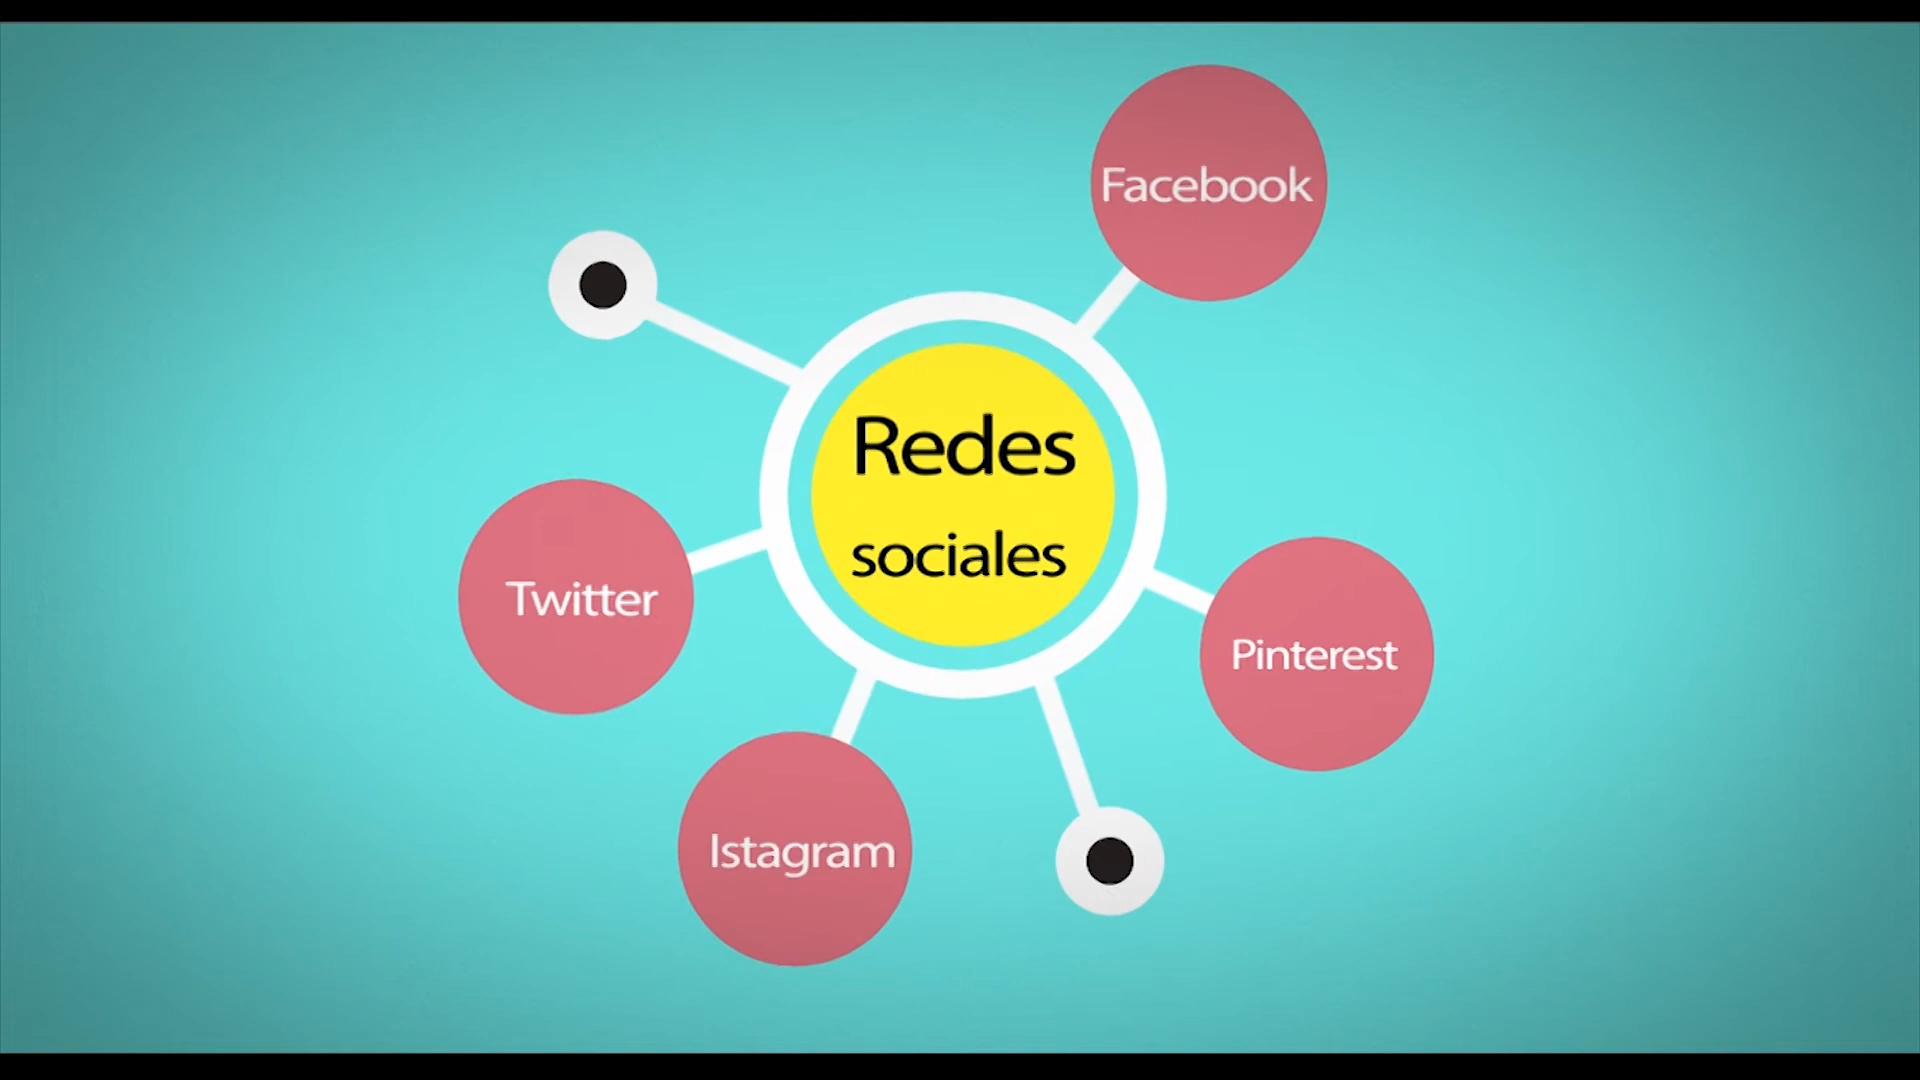 Facebook
Redes
sociales
Twitter
Pinterest
Istagram